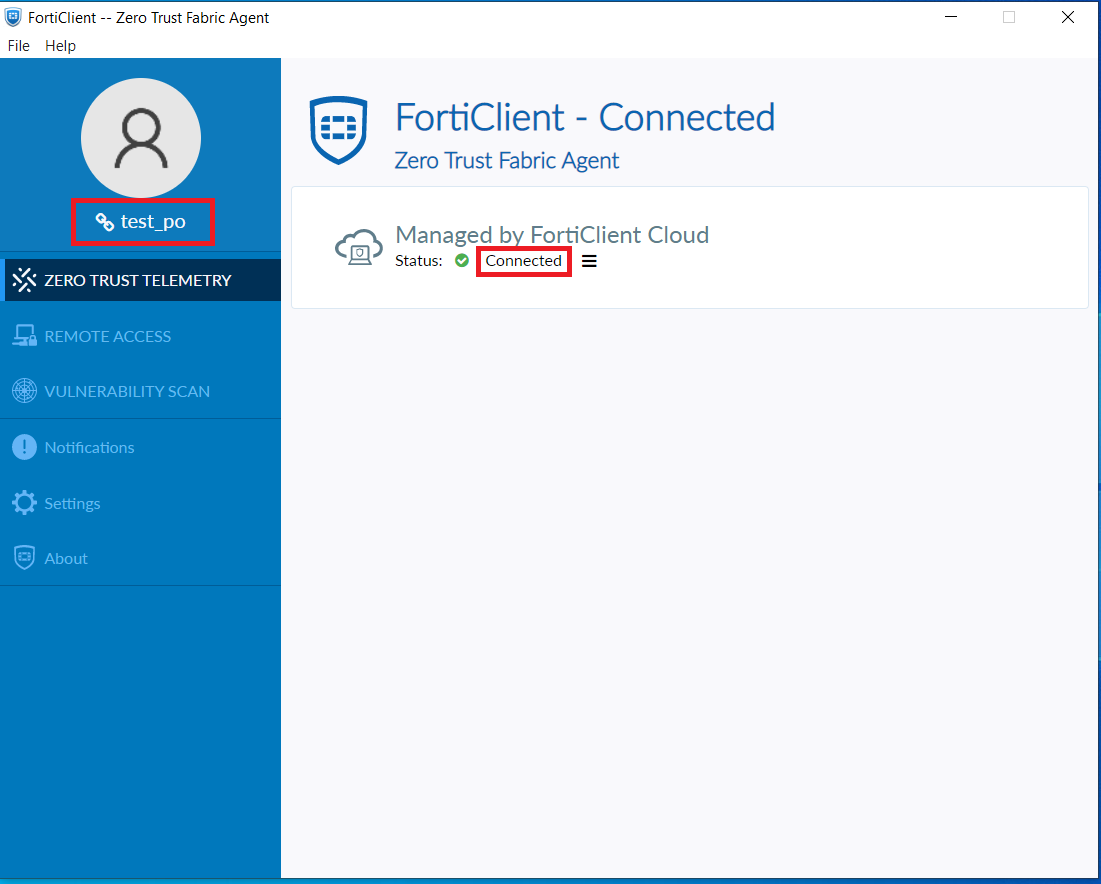 FortiClient -- Zero Trust Fabric Agent
File Help
test_po
ZERO TRUST TELEMETRY
REMOTE ACCESS
VULNERABILITY SCAN
Notifications
Settings
About
FortiClient - Connected
Zero Trust Fabric Agent
Managed by FortiClient Cloud
Status: Connected